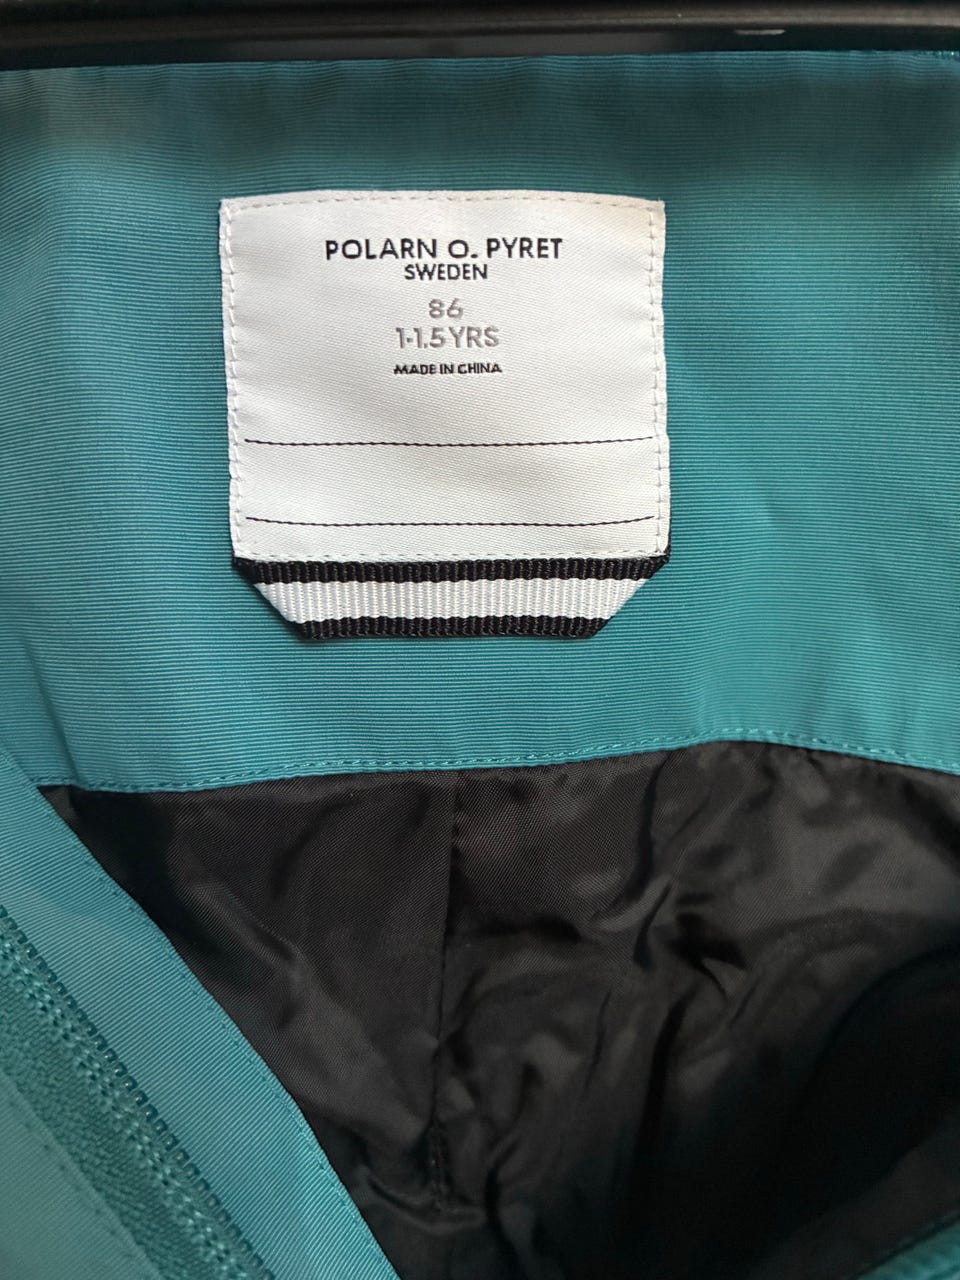 POLARN O. PYRET
SWEDEN
86
1-1,5 YRS
MADE IN CHINA